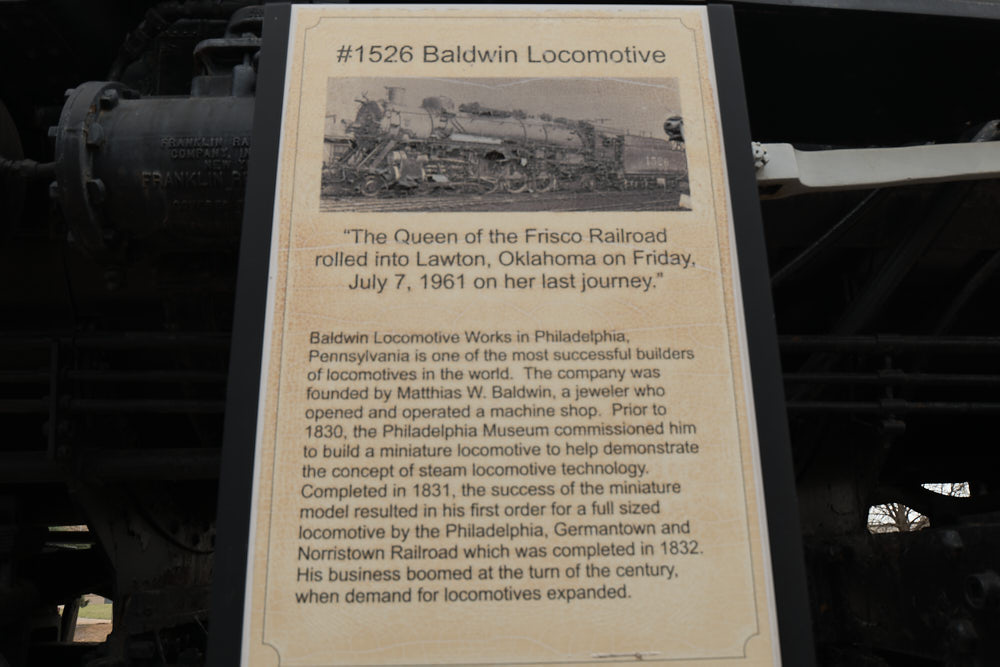 #1526 Baldwin Locomotive
1526
“The Queen of the Frisco Railroad
rolled into Lawton, Oklahoma on Friday,
July 7, 1961 on her last journey.”
Baldwin Locomotive Works in Philadelphia,
Pennsylvania is one of the most successful builders
of locomotives in the world. The company was
founded by Matthias W. Baldwin, a jeweler who
opened and operated a machine shop. Prior to
1830, the Philadelphia Museum commissioned him
to build a miniature locomotive to help demonstrate
the concept of steam locomotive technology.
Completed in 1831, the success of the miniature
model resulted in his first order for a full sized
locomotive by the Philadelphia, Germantown and
Norristown Railroad which was completed in 1832.
His business boomed at the turn of the century,
when demand for locomotives expanded.
FRANKLIN RA
COMPANY, IN
NEW
FRANKLIN PR